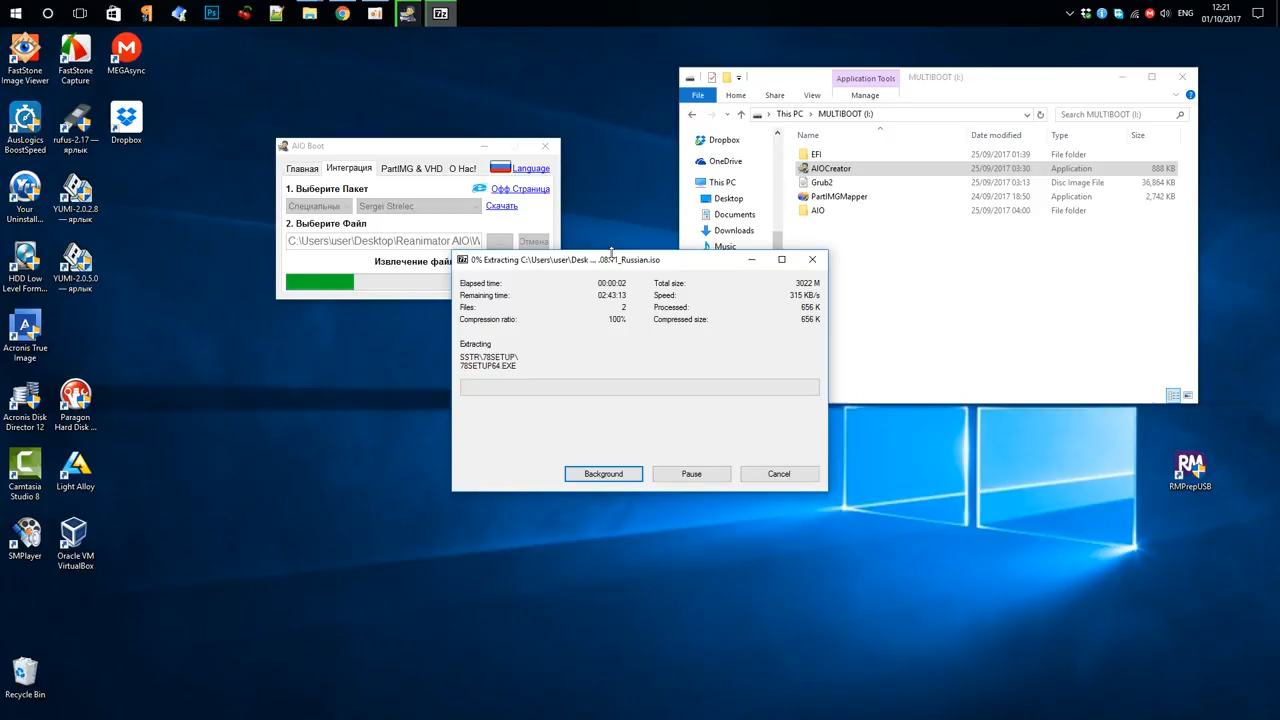 ENG
12:21
01/10/2017
FastStone
Image Viewer
FastStone
Capture
MEGAsync
AusLogics
BoostSpeed
rufus-2.17 —
ярлык
Dropbox
Your
Uninstall...
YUMI-2.0.2.8
— ярлык
HDD Low
Level Form...
YUMI-2.0.5.0
— ярлык
Acronis True
Image
Acronis Disk
Director 12
Paragon
Hard Disk ...
Camtasia
Studio 8
Light Alloy
SMPlayer
Oracle VM
VirtualBox
Recycle Bin
RMPrepUSB
AIO Boot
Главная Интеграция PartIMG & VHD О Нас! Language
1. Выберите Пакет Офф.Страница
Специальны Sergei Strelec Скачать
2. Выберите Файл
C:\Users\user\Desktop\Reanimator AIO\W ... Отмена
Извлечение файл
Application Tools MULTIBOOT (I:)
File Home Share View Manage
This PC MULTIBOOT (I:) Search MULTIBOOT (I:)
Dropbox
OneDrive
This PC
Desktop
Documents
Downloads
Music
Name Date modified Type Size
EFI 25/09/2017 01:39 File folder
AIOCreator 25/09/2017 03:30 Application 888 KB
Grub2 25/09/2017 03:13 Disc Image File 36,864 KB
PartIMGMapper 24/09/2017 18:50 Application 2,742 KB
AIO 25/09/2017 04:00 File folder
0% Extracting C:\Users\user\Desk ... _Russian.iso
Elapsed time: 00:00:02 Total size: 3022 M
Remaining time: 02:43:13 Speed: 315 KB/s
Files: 2 Processed: 656 K
Compression ratio: 100% Compressed size: 656 K
Extracting
SSTR\78SETUP\
78SETUP64.EXE
Background Pause Cancel